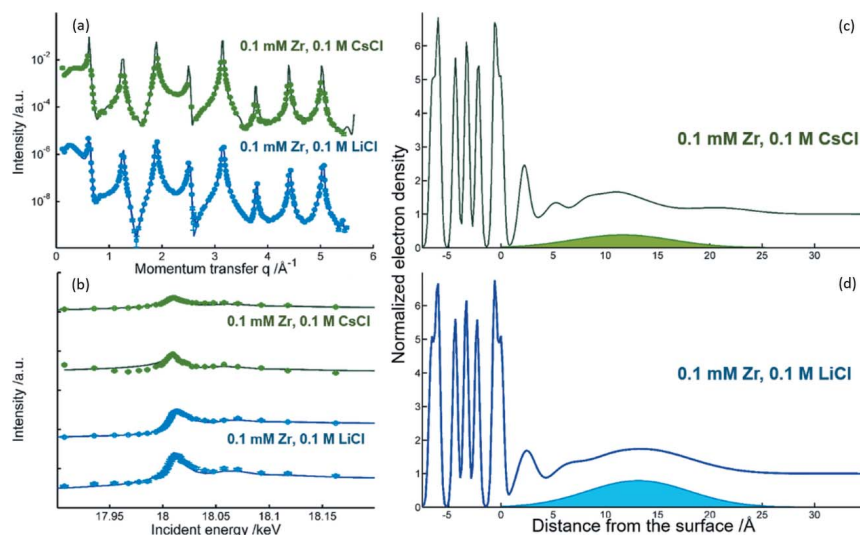 (a)
0.1 mM Zr, 0.1 M CsCl
0.1 mM Zr, 0.1 M LiCl
Intensity /a.u.
10⁻²
10⁻⁴
10⁻⁶
10⁻⁸
0 1 2 3 4 5 6
Momentum transfer q /Å⁻¹
(b)
0.1 mM Zr, 0.1 M CsCl
0.1 mM Zr, 0.1 M LiCl
Intensity /a.u.
17.95 18 18.05 18.1 18.15
Incident energy /keV
(c)
0.1 mM Zr, 0.1 M CsCl
Normalized electron density
6
5
4
3
2
1
0
-5 0 5 10 15 20 25 30
(d)
0.1 mM Zr, 0.1 M LiCl
6
5
4
3
2
1
0
-5 0 5 10 15 20 25 30
Distance from the surface /Å